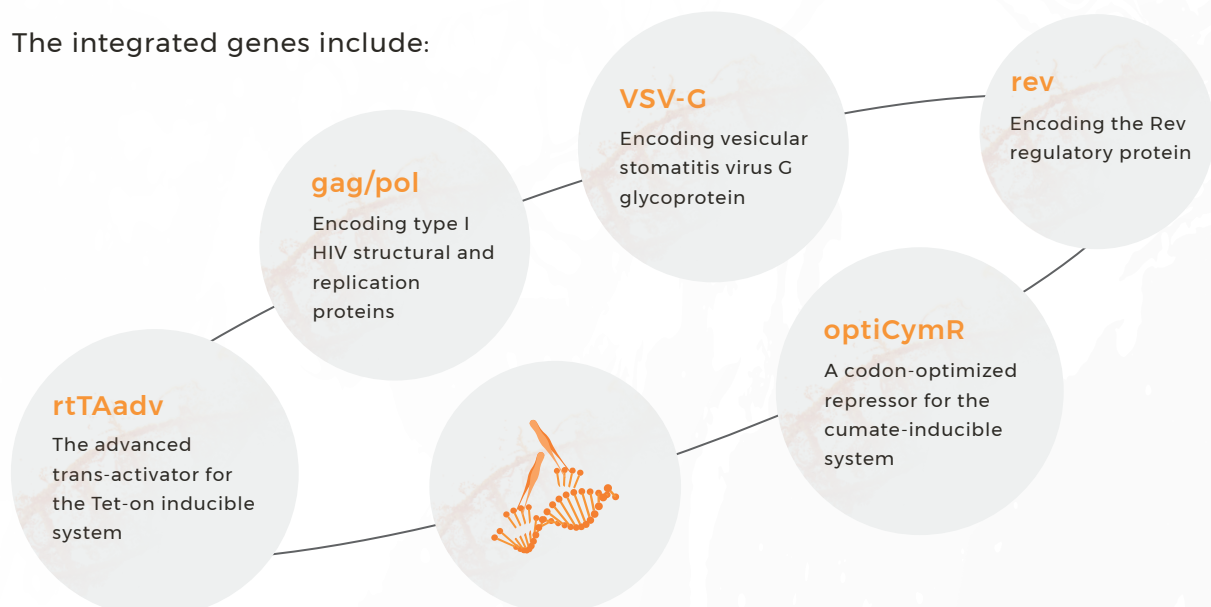 The integrated genes include:
rtTAadv
The advanced
trans-activator for
the Tet-on inducible
system
gag/pol
Encoding type I
HIV structural and
replication
proteins
VSV-G
Encoding vesicular
stomatitis virus G
glycoprotein
rev
Encoding the Rev
regulatory protein
optiCymR
A codon-optimized
repressor for the
cumate-inducible
system